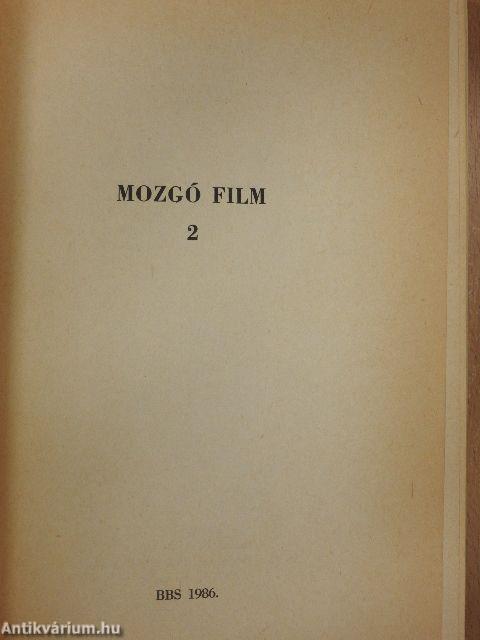 MOZGÓ FILM
2
BBS 1986.
Antikvárium.hu